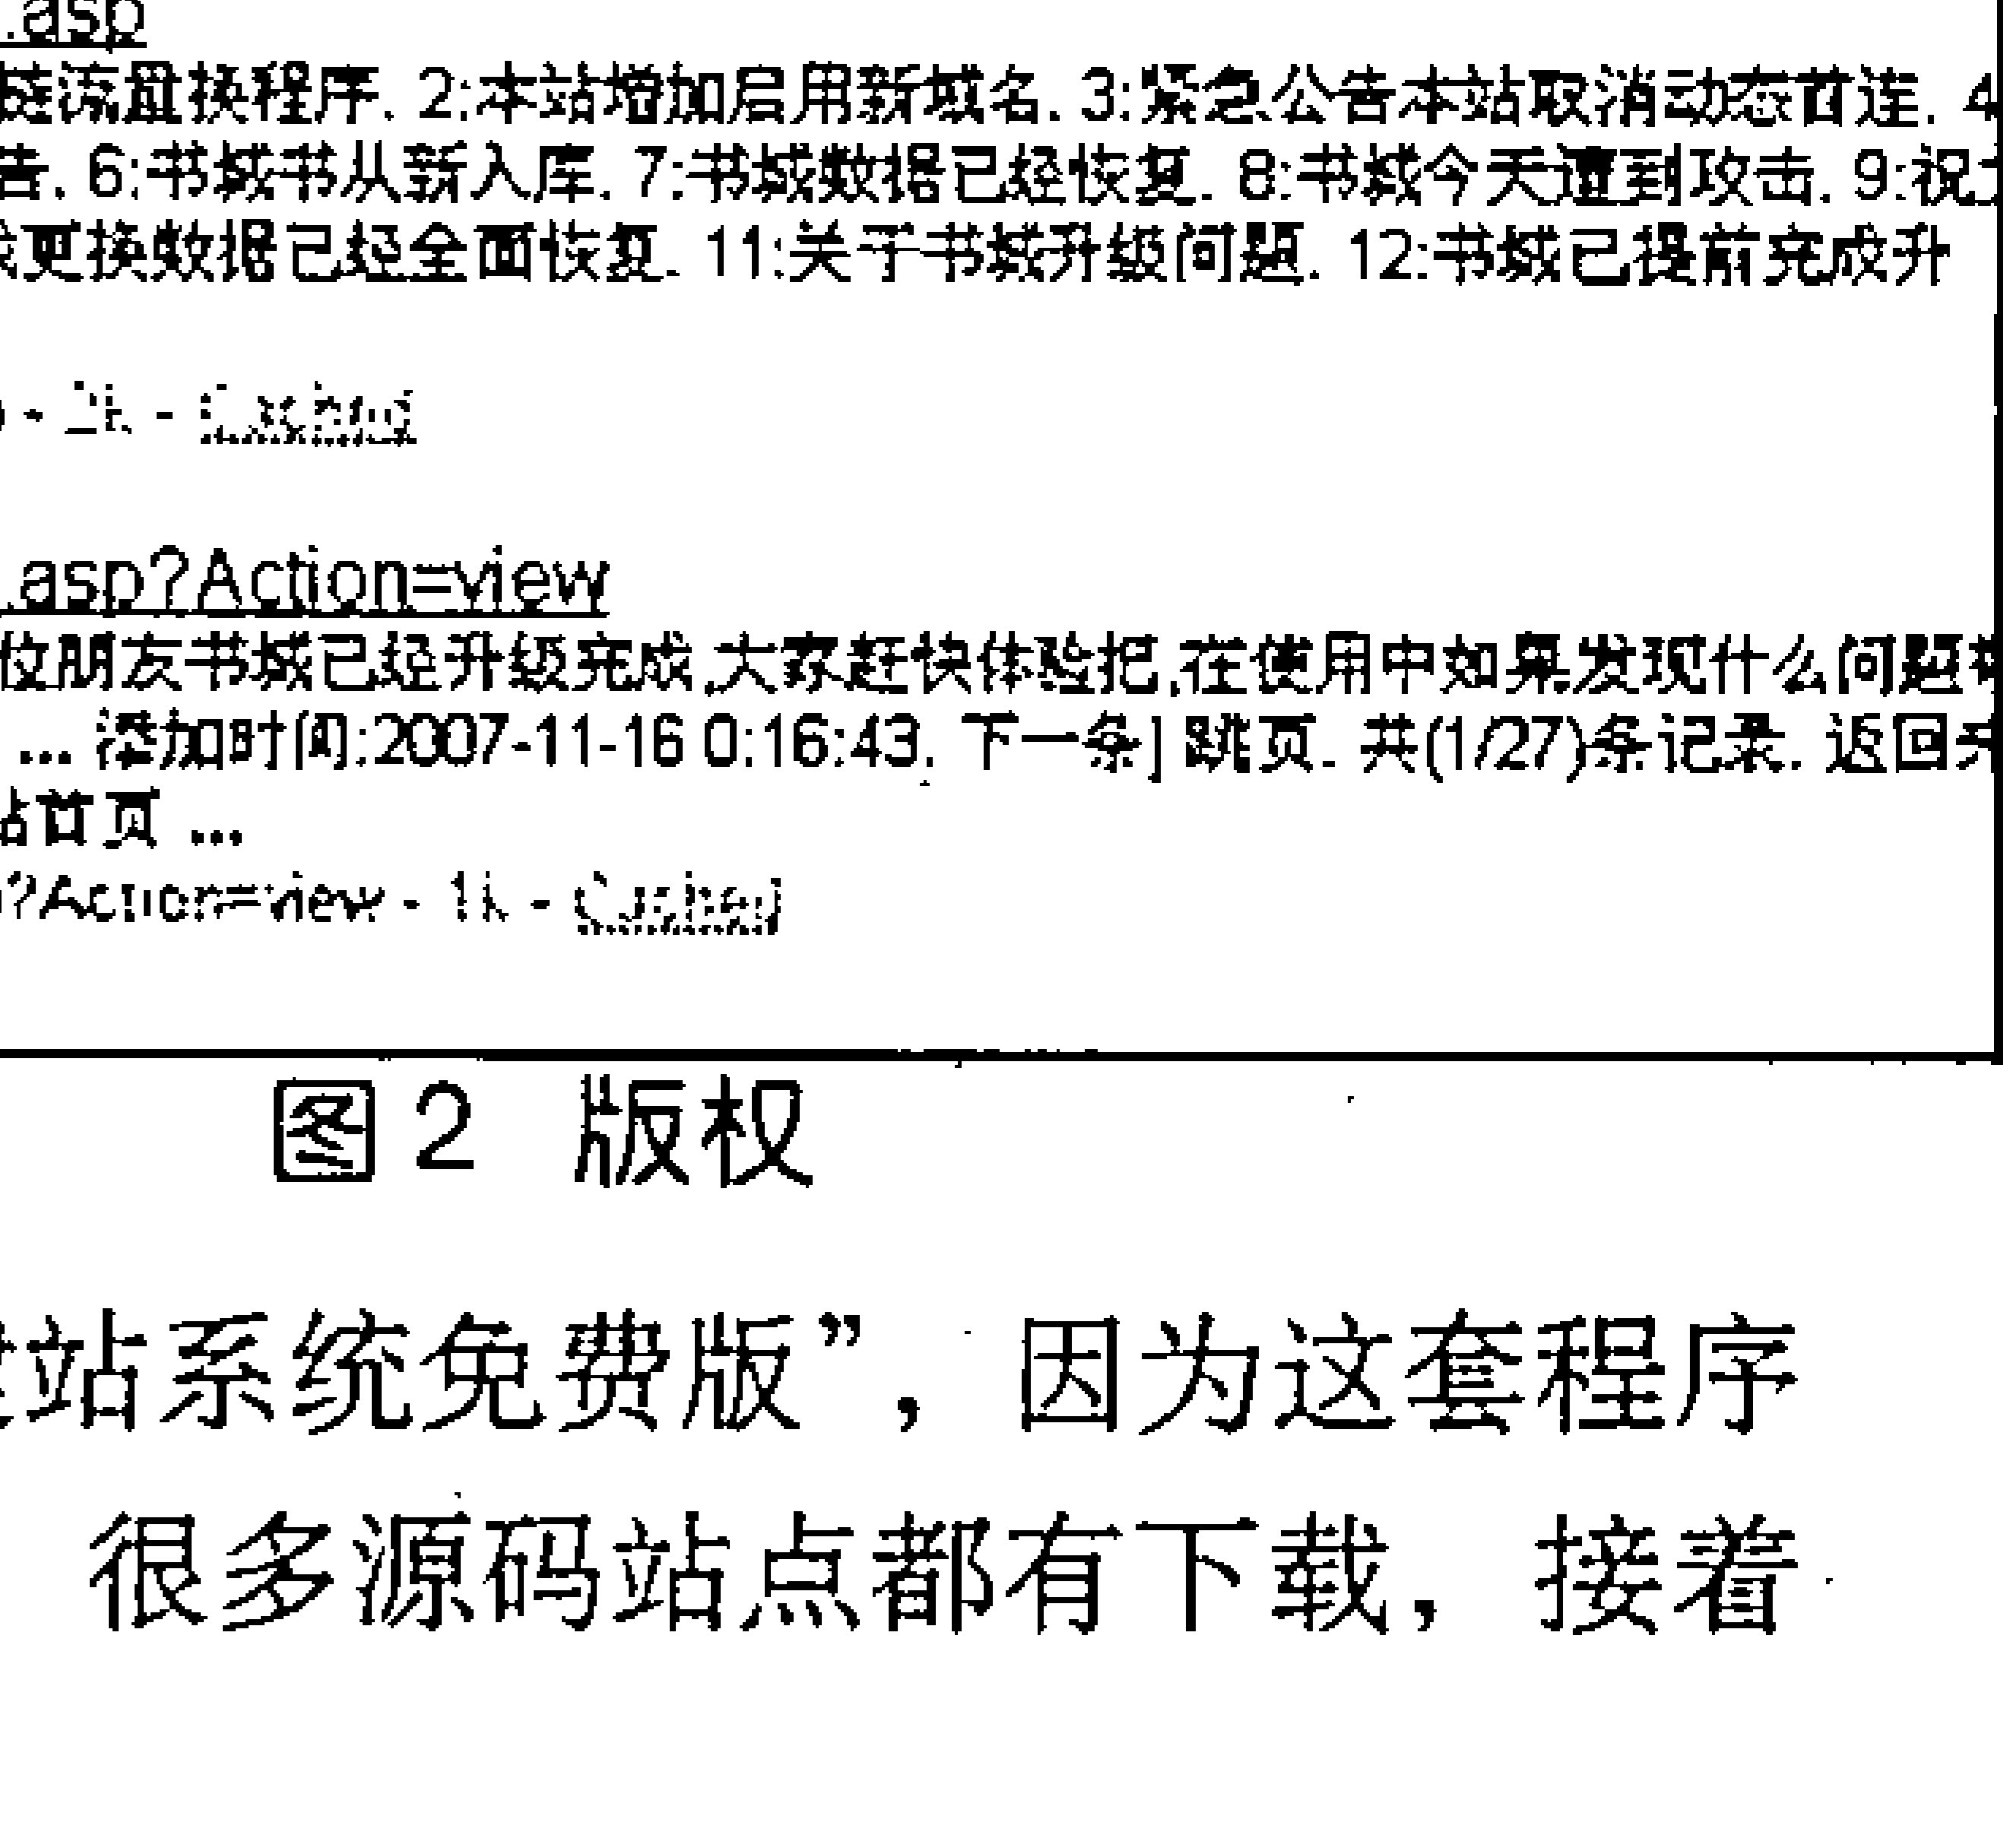 .asp
流量换程序. 2:本站增加启用新域名. 3:紧急公告本站取消动态首连. 4
告. 6:书城书从新入库. 7:书城数据已经恢复. 8:书城今天遭到攻击. 9:祝
更换数据已经全面恢复. 11:关于书城升级问题. 12:书城已提前完成升
- 2k - Cached
.asp?Action=view
位朋友书城已经升级完成,大家赶快体验把,在使用中如果发现什么问题
... 添加时间:2007-11-16 0:16:43. 下一条] 跳页. 共(1/27)条记录. 返回
站首页 ...
?Action=view - 1k - Cached
图2 版权
站系统免费版”，因为这套程序
很多源码站点都有下载，接着